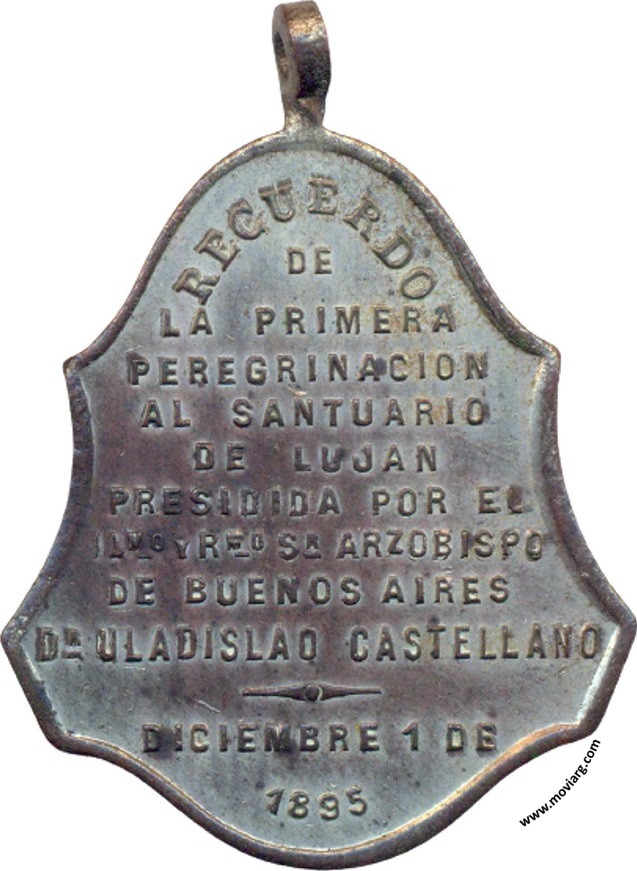 RECUERDO
DE
LA PRIMERA
PEREGRINACION
AL SANTUARIO
DE LUJAN
PRESIDIDA POR EL
ILMO Y RMO SR ARZOBISPO
DE BUENOS AIRES
DR ULADISLAO CASTELLANO
DICIEMBRE 1 DE
1895
www.moviarg.com